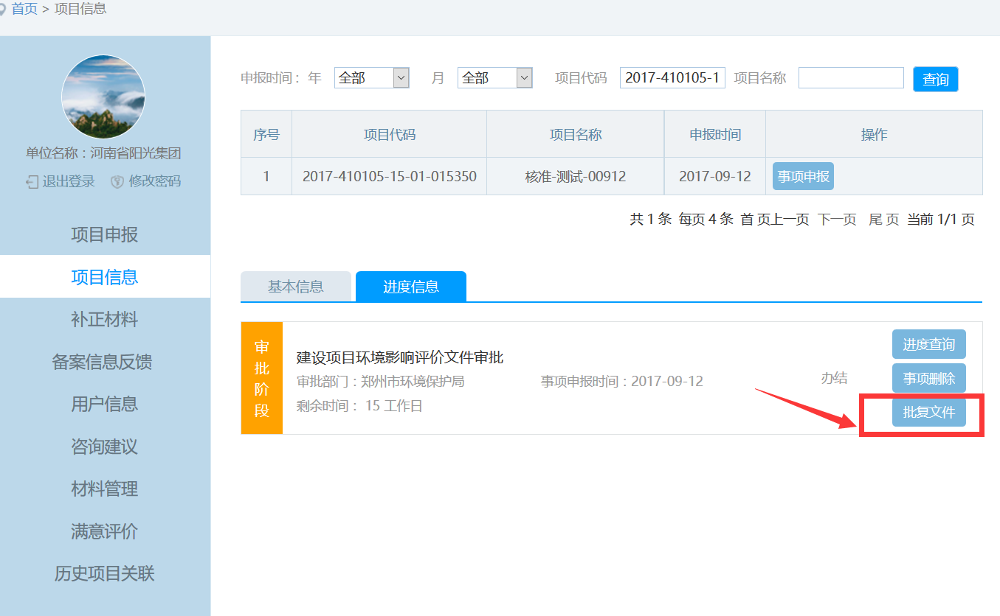 首页 > 项目信息
单位名称：河南省阳光集团
退出登录 修改密码
项目申报
项目信息
补正材料
备案信息反馈
用户信息
咨询建议
材料管理
满意评价
历史项目关联
申报时间： 年 全部 月 全部 项目代码 2017-410105-1 项目名称 查询
序号 项目代码 项目名称 申报时间 操作
1 2017-410105-15-01-015350 核准-测试-00912 2017-09-12 事项申报
共 1 条 每页 4 条 首 页上一页 下一页 尾 页 当前 1/1 页
基本信息 进度信息
审
批
阶
段
建设项目环境影响评价文件审批
审批部门：郑州市环境保护局 事项申报时间：2017-09-12
剩余时间： 15 工作日
办结
进度查询
事项删除
批复文件